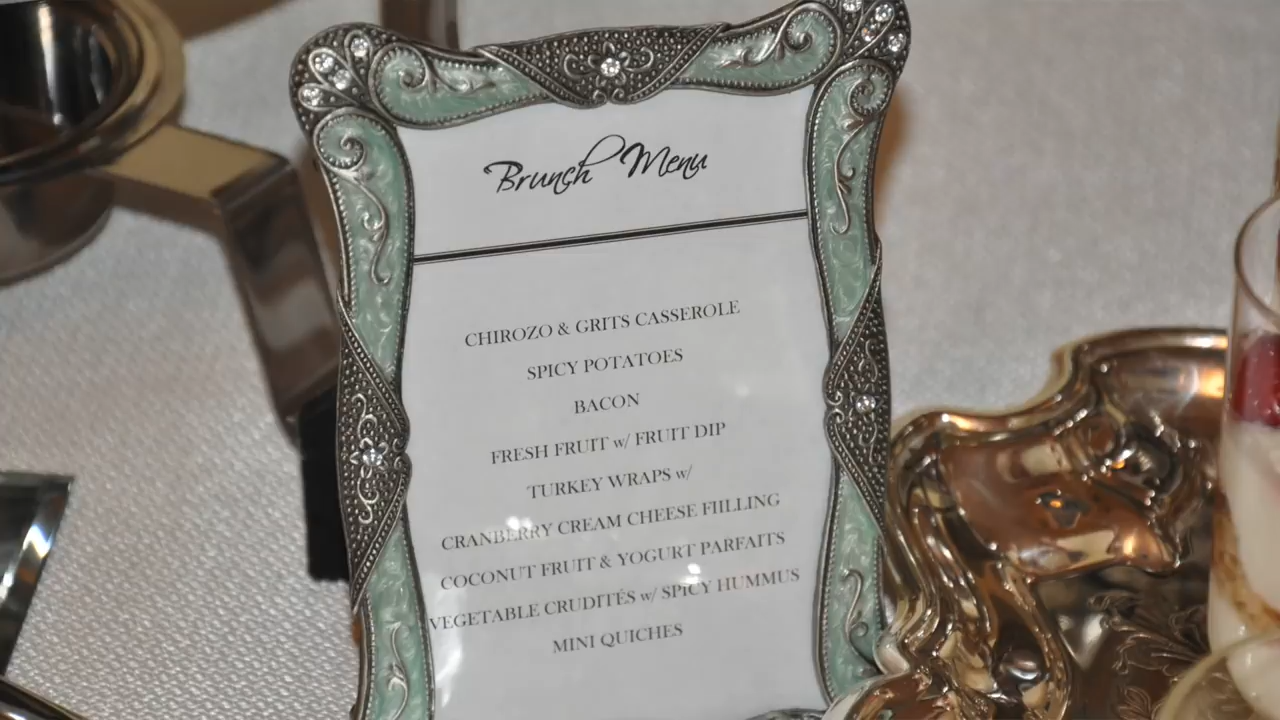 Brunch Menu
CHIROZO & GRITS CASSEROLE
SPICY POTATOES
BACON
FRESH FRUIT w/ FRUIT DIP
TURKEY WRAPS w/
CRANBERRY CREAM CHEESE FIILLING
COCONUT FRUIT & YOGURT PARFAITS
VEGETABLE CRUDITÉS w/ SPICY HUMMUS
MINI QUICHES